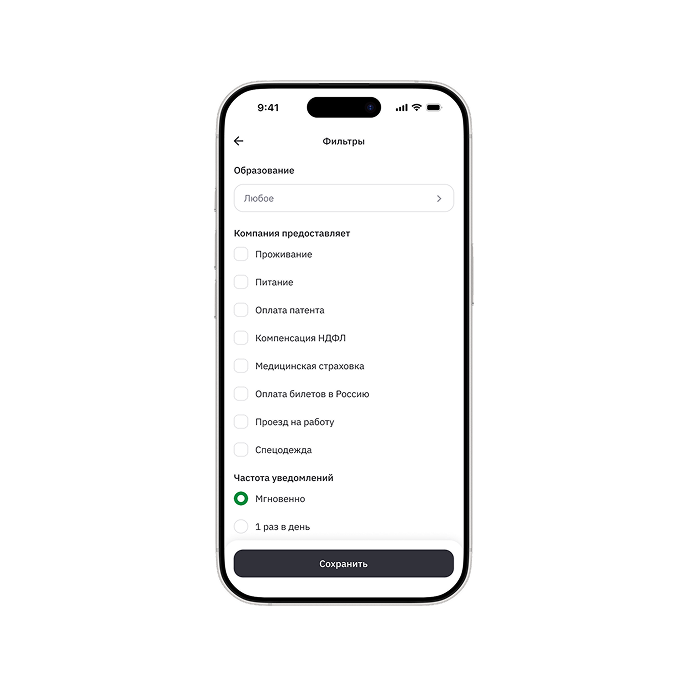 9:41
Фильтры
Образование
Любое
Компания предоставляет
Проживание
Питание
Оплата патента
Компенсация НДФЛ
Медицинская страховка
Оплата билетов в Россию
Проезд на работу
Спецодежда
Частота уведомлений
Мгновенно
1 раз в день
Сохранить